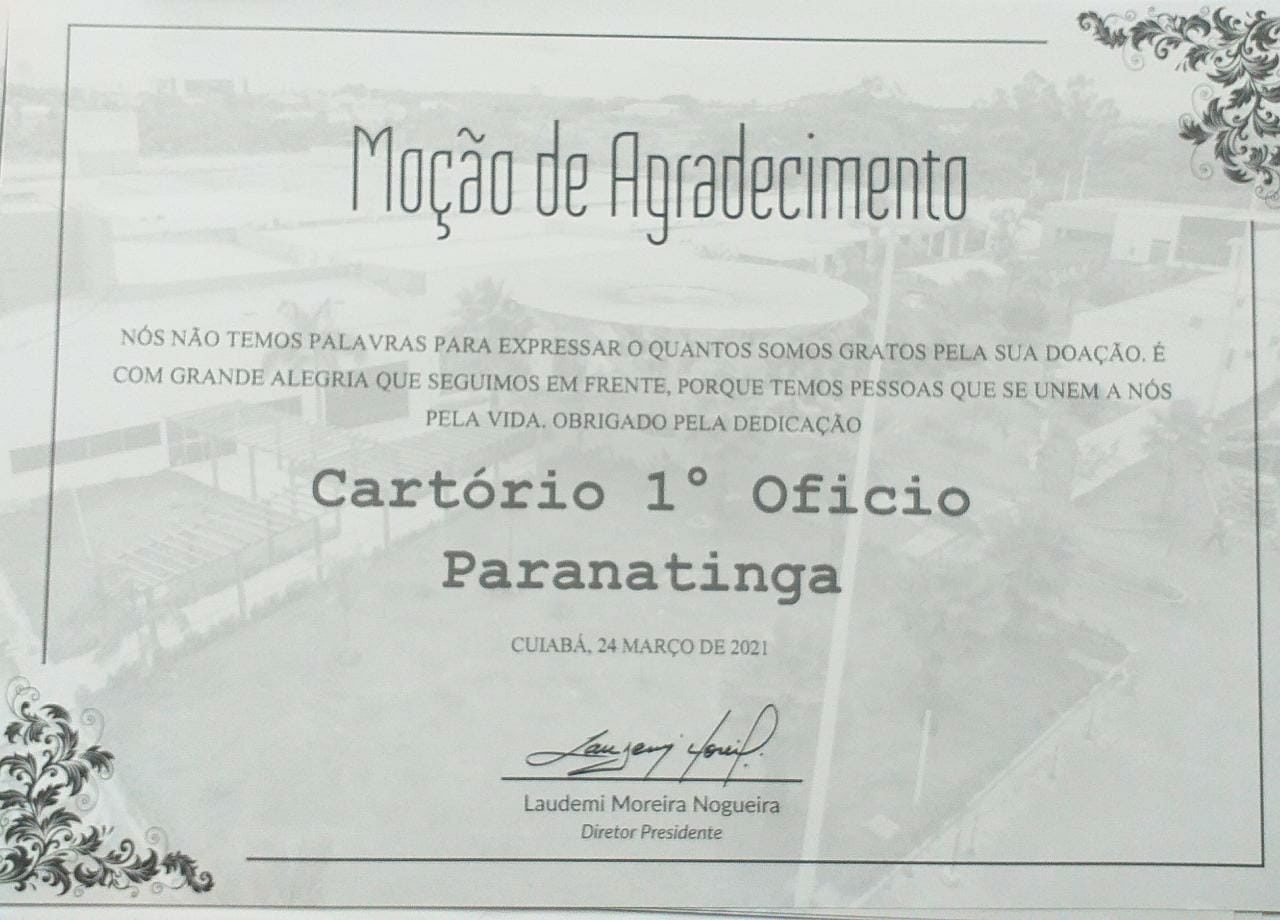 Moção de Agradecimento
NÓS NÃO TEMOS PALAVRAS PARA EXPRESSAR O QUANTOS SOMOS GRATOS PELA SUA DOAÇÃO. É
COM GRANDE ALEGRIA QUE SEGUIMOS EM FRENTE, PORQUE TEMOS PESSOAS QUE SE UNEM A NÓS
PELA VIDA. OBRIGADO PELA DEDICAÇÃO
Cartório 1° Oficio
Paranatinga
CUIABÁ, 24 MARÇO DE 2021
Laudemi Moreira Nogueira
Diretor Presidente